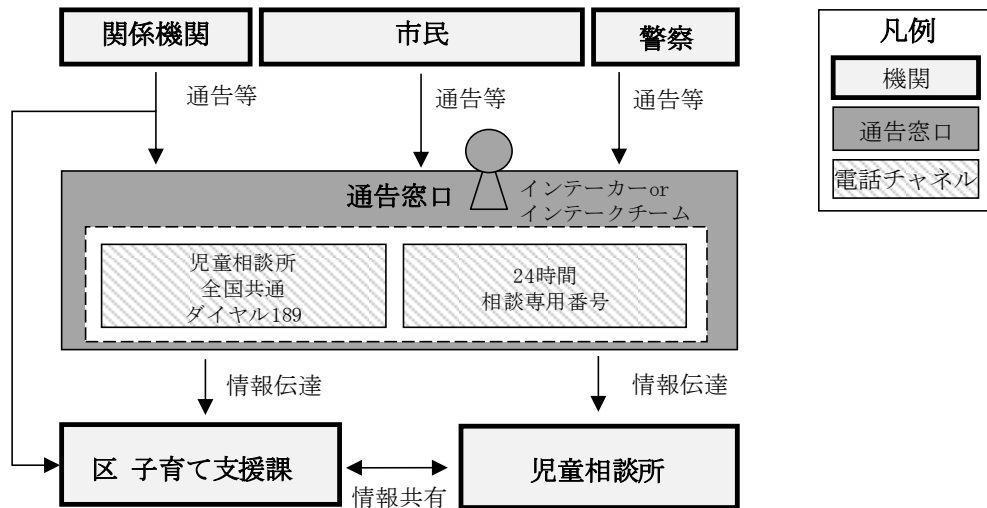 関係機関
市民
警察
凡例
機関
通告窓口
電話チャネル
通告等
通告等
通告等
通告窓口
インテーカーor
インテークチーム
児童相談所
全国共通
ダイヤル189
24時間
相談専用番号
情報伝達
情報伝達
区 子育て支援課
児童相談所
情報共有